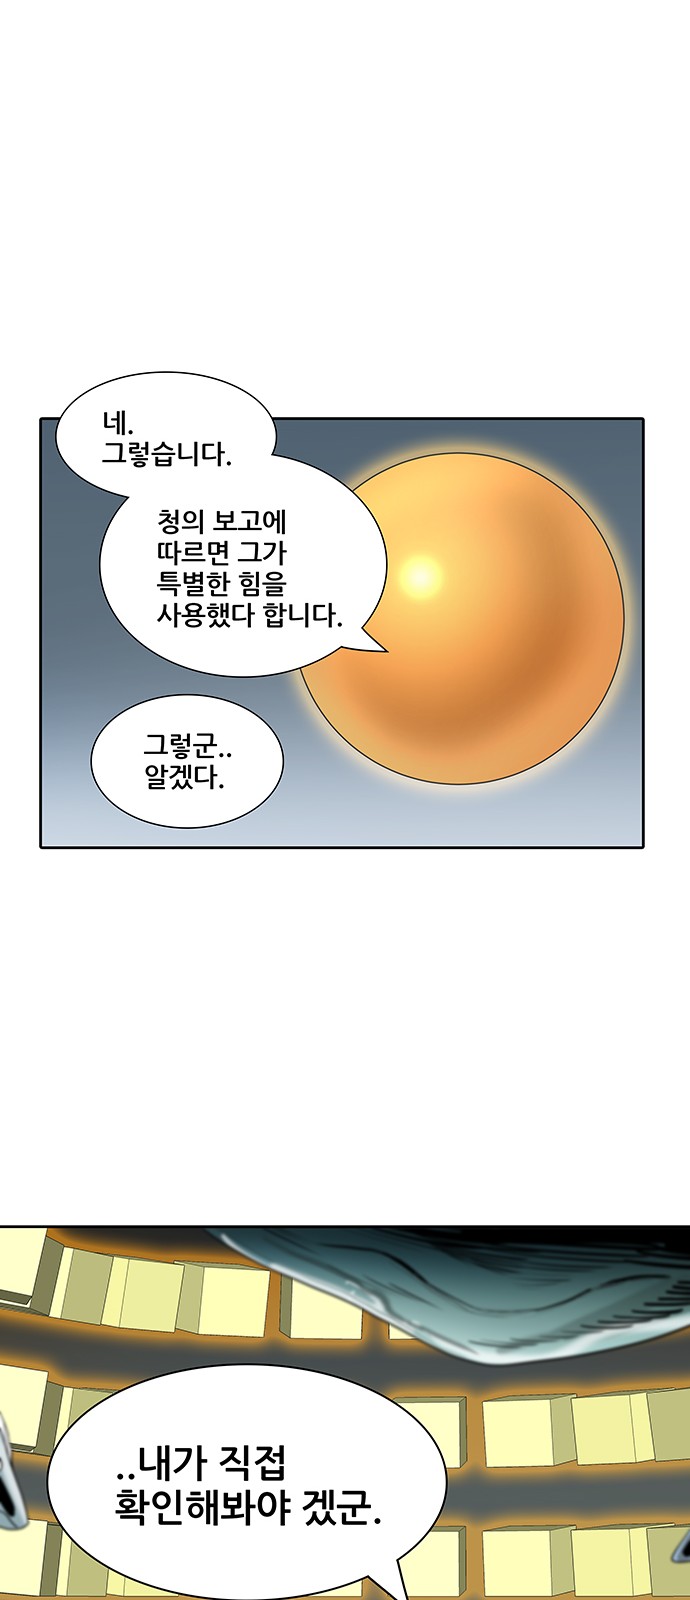 네.
그렇습니다.
청의 보고에
따르면 그가
특별한 힘을
사용했다 합니다.
그렇군..
알겠다.
..내가 직접
확인해봐야 겠군.